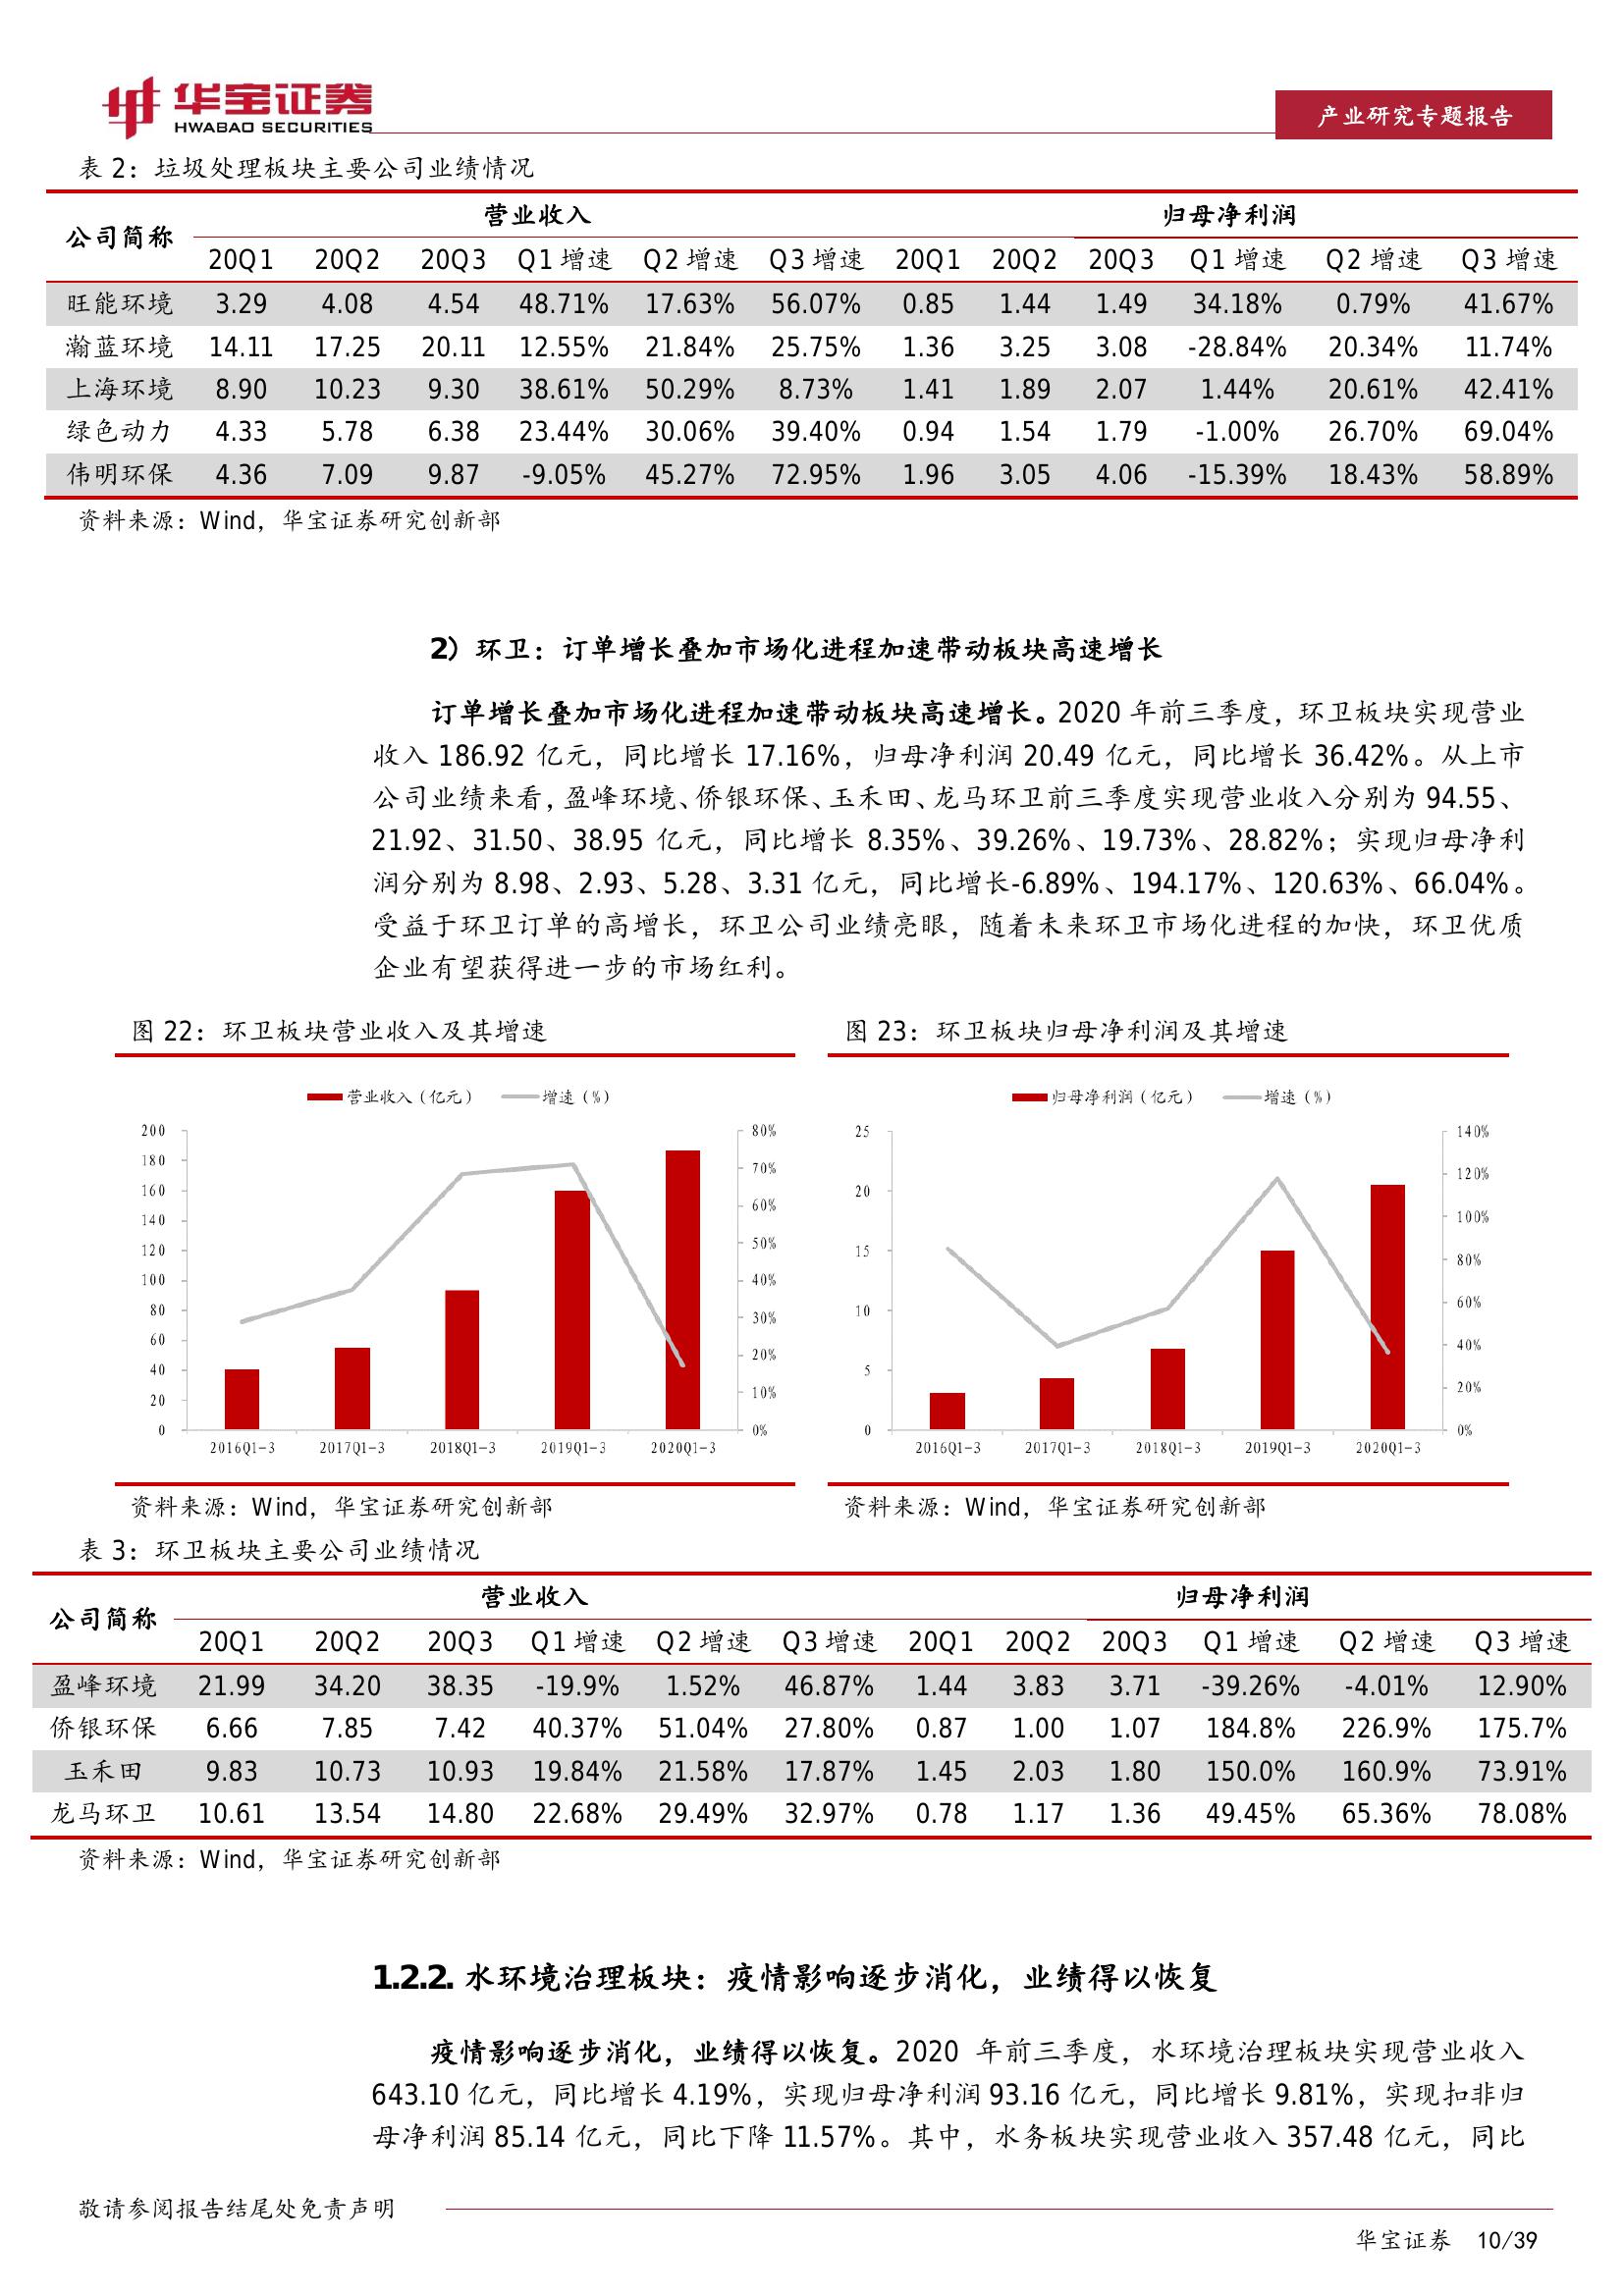 华宝证券
HWABAO SECURITIES
产业研究专题报告
表 2：垃圾处理板块主要公司业绩情况
公司简称 营业收入 归母净利润
20Q1 20Q2 20Q3 Q1 增速 Q2 增速 Q3 增速 20Q1 20Q2 20Q3 Q1 增速 Q2 增速 Q3 增速
旺能环境 3.29 4.08 4.54 48.71% 17.63% 56.07% 0.85 1.44 1.49 34.18% 0.79% 41.67%
瀚蓝环境 14.11 17.25 20.11 12.55% 21.84% 25.75% 1.36 3.25 3.08 -28.84% 20.34% 11.74%
上海环境 8.90 10.23 9.30 38.61% 50.29% 8.73% 1.41 1.89 2.07 1.44% 20.61% 42.41%
绿色动力 4.33 5.78 6.38 23.44% 30.06% 39.40% 0.94 1.54 1.79 -1.00% 26.70% 69.04%
伟明环保 4.36 7.09 9.87 -9.05% 45.27% 72.95% 1.96 3.05 4.06 -15.39% 18.43% 58.89%
资料来源：Wind，华宝证券研究创新部
2）环卫：订单增长叠加市场化进程加速带动板块高速增长
订单增长叠加市场化进程加速带动板块高速增长。2020 年前三季度，环卫板块实现营业
收入 186.92 亿元，同比增长 17.16%，归母净利润 20.49 亿元，同比增长 36.42%。从上市
公司业绩来看，盈峰环境、侨银环保、玉禾田、龙马环卫前三季度实现营业收入分别为 94.55、
21.92、31.50、38.95 亿元，同比增长 8.35%、39.26%、19.73%、28.82%；实现归母净利
润分别为 8.98、2.93、5.28、3.31 亿元，同比增长-6.89%、194.17%、120.63%、66.04%。
受益于环卫订单的高增长，环卫公司业绩亮眼，随着未来环卫市场化进程的加快，环卫优质
企业有望获得进一步的市场红利。
图 22：环卫板块营业收入及其增速
营业收入（亿元） 增速（%）
200
180
160
140
120
100
80
60
40
20
0
80%
70%
60%
50%
40%
30%
20%
10%
0%
2016Q1-3 2017Q1-3 2018Q1-3 2019Q1-3 2020Q1-3
资料来源：Wind，华宝证券研究创新部
图 23：环卫板块归母净利润及其增速
归母净利润（亿元） 增速（%）
25
20
15
10
5
0
140%
120%
100%
80%
60%
40%
20%
0%
2016Q1-3 2017Q1-3 2018Q1-3 2019Q1-3 2020Q1-3
资料来源：Wind，华宝证券研究创新部
表 3：环卫板块主要公司业绩情况
公司简称 营业收入 归母净利润
20Q1 20Q2 20Q3 Q1 增速 Q2 增速 Q3 增速 20Q1 20Q2 20Q3 Q1 增速 Q2 增速 Q3 增速
盈峰环境 21.99 34.20 38.35 -19.9% 1.52% 46.87% 1.44 3.83 3.71 -39.26% -4.01% 12.90%
侨银环保 6.66 7.85 7.42 40.37% 51.04% 27.80% 0.87 1.00 1.07 184.8% 226.9% 175.7%
玉禾田 9.83 10.73 10.93 19.84% 21.58% 17.87% 1.45 2.03 1.80 150.0% 160.9% 73.91%
龙马环卫 10.61 13.54 14.80 22.68% 29.49% 32.97% 0.78 1.17 1.36 49.45% 65.36% 78.08%
资料来源：Wind，华宝证券研究创新部
1.2.2. 水环境治理板块：疫情影响逐步消化，业绩得以恢复
疫情影响逐步消化，业绩得以恢复。2020 年前三季度，水环境治理板块实现营业收入
643.10 亿元，同比增长 4.19%，实现归母净利润 93.16 亿元，同比增长 9.81%，实现扣非归
母净利润 85.14 亿元，同比下降 11.57%。其中，水务板块实现营业收入 357.48 亿元，同比
敬请参阅报告结尾处免责声明
华宝证券 10/39